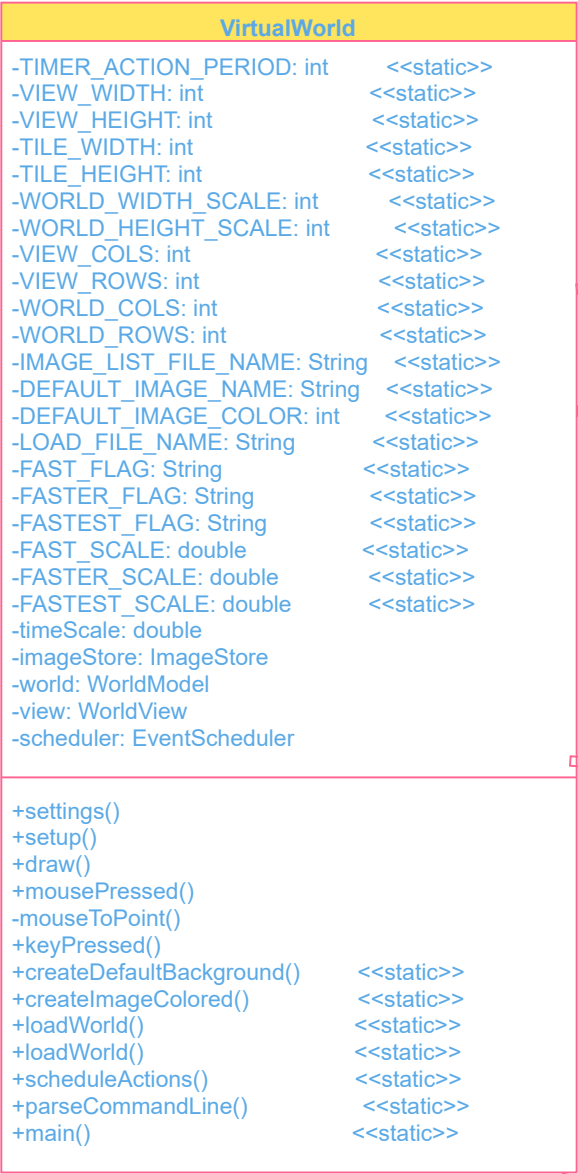 VirtualWorld
-TIMER_ACTION_PERIOD: int <<static>>
-VIEW_WIDTH: int <<static>>
-VIEW_HEIGHT: int <<static>>
-TILE_WIDTH: int <<static>>
-TILE_HEIGHT: int <<static>>
-WORLD_WIDTH_SCALE: int <<static>>
-WORLD_HEIGHT_SCALE: int <<static>>
-VIEW_COLS: int <<static>>
-VIEW_ROWS: int <<static>>
-WORLD_COLS: int <<static>>
-WORLD_ROWS: int <<static>>
-IMAGE_LIST_FILE_NAME: String <<static>>
-DEFAULT_IMAGE_NAME: String <<static>>
-DEFAULT_IMAGE_COLOR: int <<static>>
-LOAD_FILE_NAME: String <<static>>
-FAST_FLAG: String <<static>>
-FASTER_FLAG: String <<static>>
-FASTEST_FLAG: String <<static>>
-FAST_SCALE: double <<static>>
-FASTER_SCALE: double <<static>>
-FASTEST_SCALE: double <<static>>
-timeScale: double
-imageStore: ImageStore
-world: WorldModel
-view: WorldView
-scheduler: EventScheduler
+settings()
+setup()
+draw()
+mousePressed()
-mouseToPoint()
+keyPressed()
+createDefaultBackground() <<static>>
+createImageColored() <<static>>
+loadWorld() <<static>>
+loadWorld() <<static>>
+scheduleActions() <<static>>
+parseCommandLine() <<static>>
+main() <<static>>